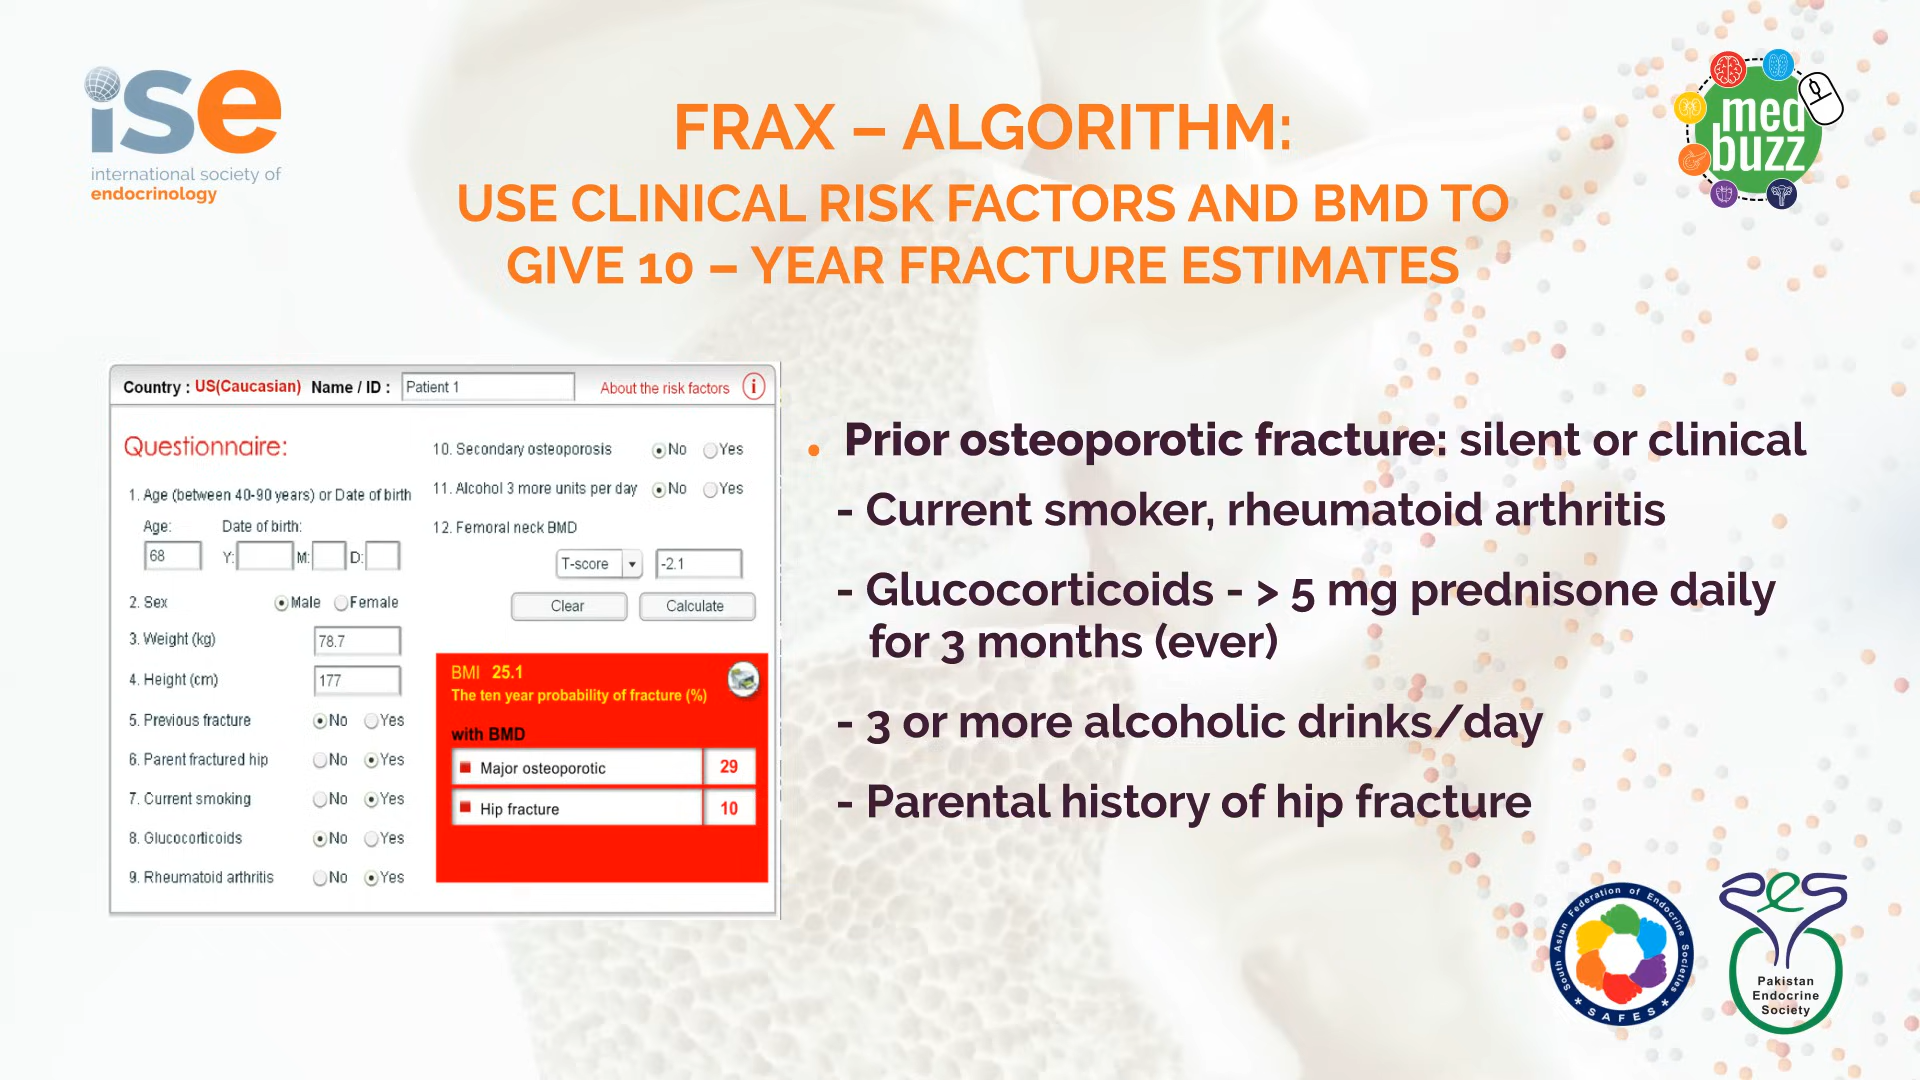 ise
international society of
endocrinology
med
buzz
FRAX – ALGORITHM:
USE CLINICAL RISK FACTORS AND BMD TO
GIVE 10 – YEAR FRACTURE ESTIMATES
Country : US(Caucasian) Name / ID : Patient 1 About the risk factors i
Questionnaire:
1. Age (between 40-90 years) or Date of birth
Age: Date of birth:
68 Y: M: D:
2. Sex Male Female
3. Weight (kg) 78.7
4. Height (cm) 177
5. Previous fracture No Yes
6. Parent fractured hip No Yes
7. Current smoking No Yes
8. Glucocorticoids No Yes
9. Rheumatoid arthritis No Yes
10. Secondary osteoporosis No Yes
11. Alcohol 3 more units per day No Yes
12. Femoral neck BMD
T-score -2.1
Clear Calculate
BMI 25.1
The ten year probability of fracture (%)
with BMD
Major osteoporotic 29
Hip fracture 10
. Prior osteoporotic fracture: silent or clinical
- Current smoker, rheumatoid arthritis
- Glucocorticoids - > 5 mg prednisone daily
for 3 months (ever)
- 3 or more alcoholic drinks/day
- Parental history of hip fracture
South Asian Federation of Endocrine Societies
* SAFES *
PES
Pakistan
Endocrine
Society